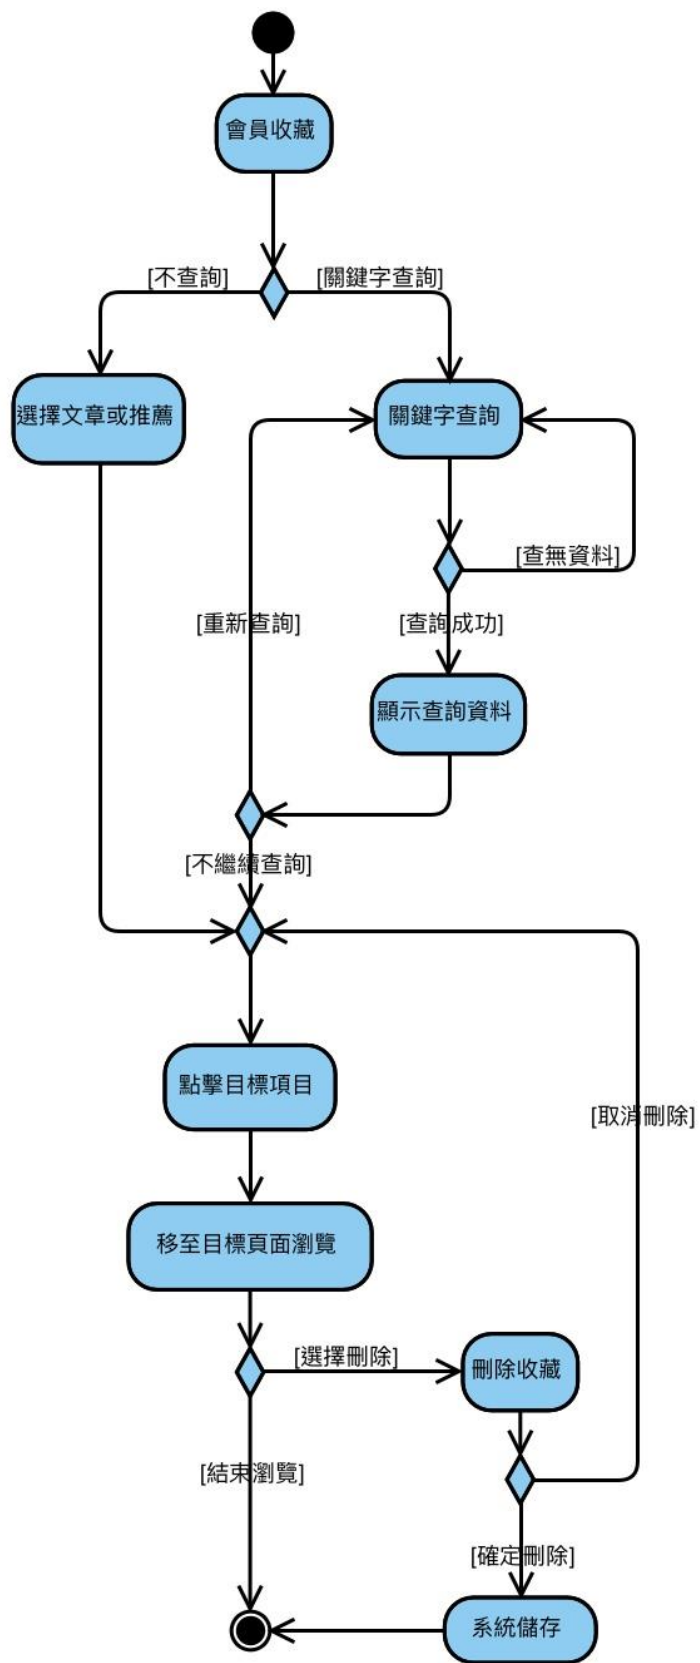 會員收藏
[不查詢]
[關鍵字查詢]
選擇文章或推薦
關鍵字查詢
[查無資料]
[重新查詢]
[查詢成功]
顯示查詢資料
[不繼續查詢]
點擊目標項目
[取消刪除]
移至目標頁面瀏覽
[選擇刪除]
刪除收藏
[結束瀏覽]
[確定刪除]
系統儲存